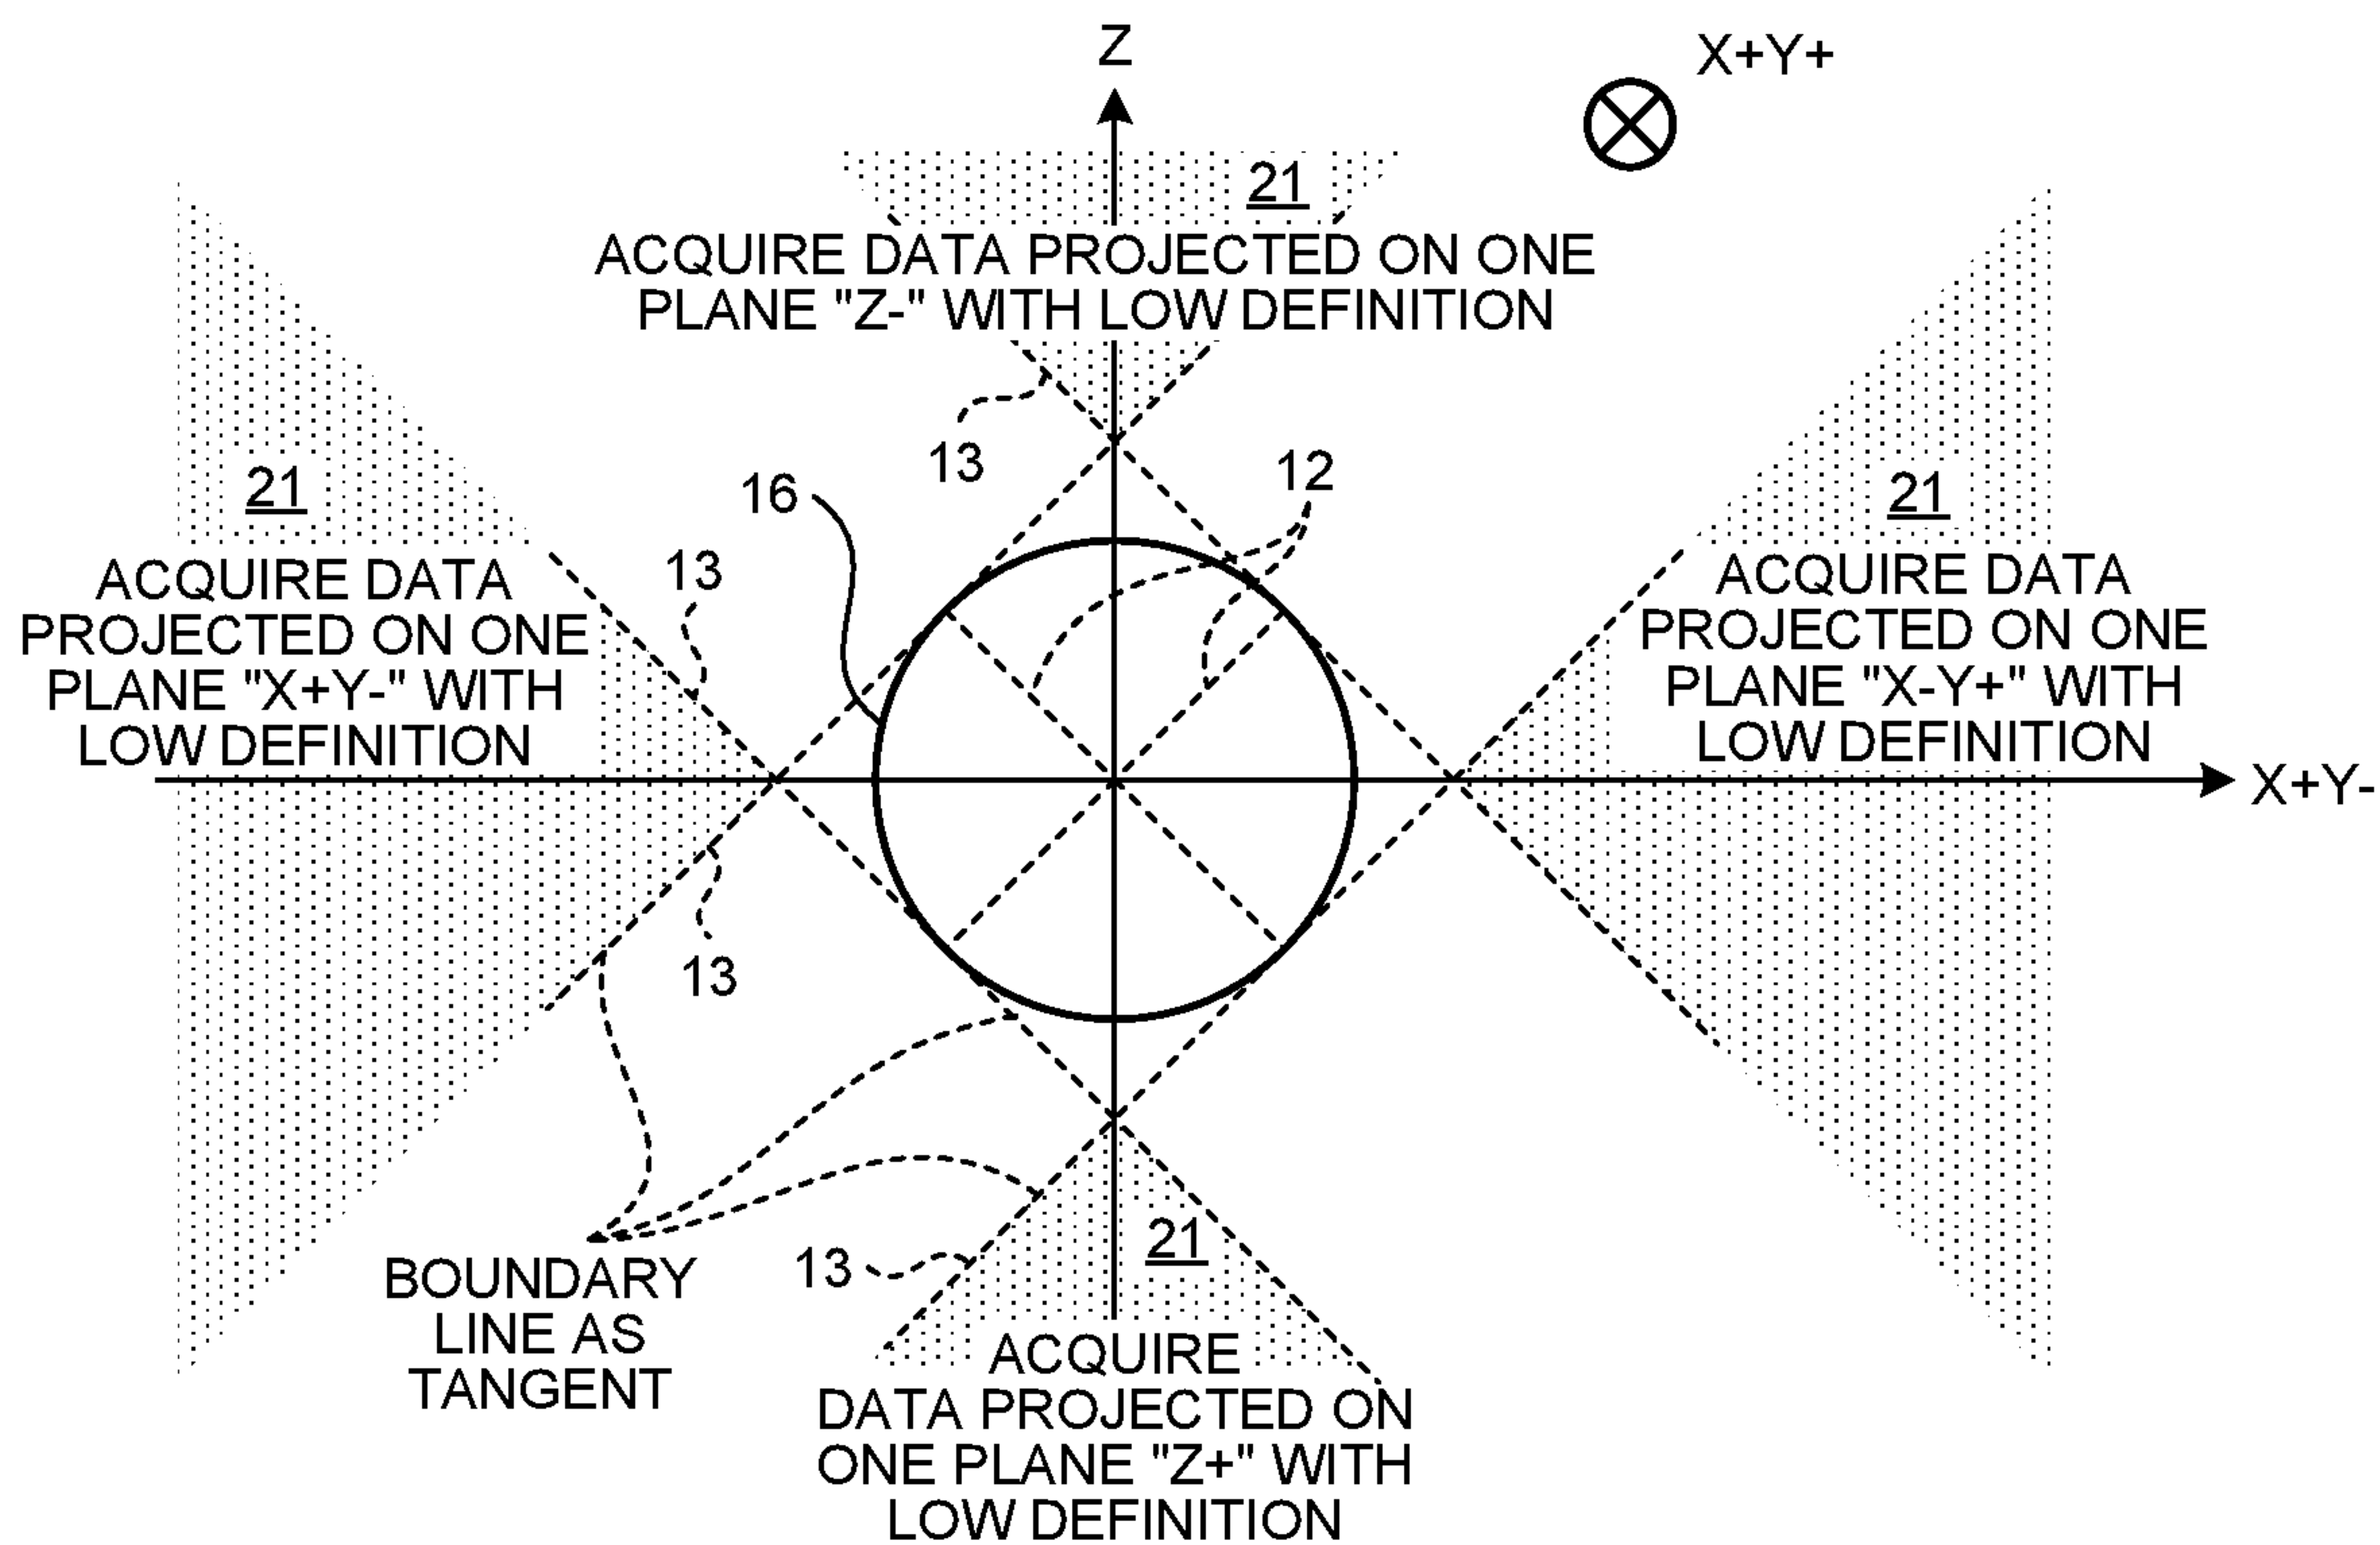 Z
X+Y+
21
ACQUIRE DATA PROJECTED ON ONE
PLANE "Z-" WITH LOW DEFINITION
13
12
16
21
21
13
ACQUIRE DATA
PROJECTED ON ONE
PLANE "X+Y-" WITH
LOW DEFINITION
ACQUIRE DATA
PROJECTED ON ONE
PLANE "X-Y+" WITH
LOW DEFINITION
X+Y-
13
21
13
BOUNDARY
LINE AS
TANGENT
ACQUIRE
DATA PROJECTED ON
ONE PLANE "Z+" WITH
LOW DEFINITION